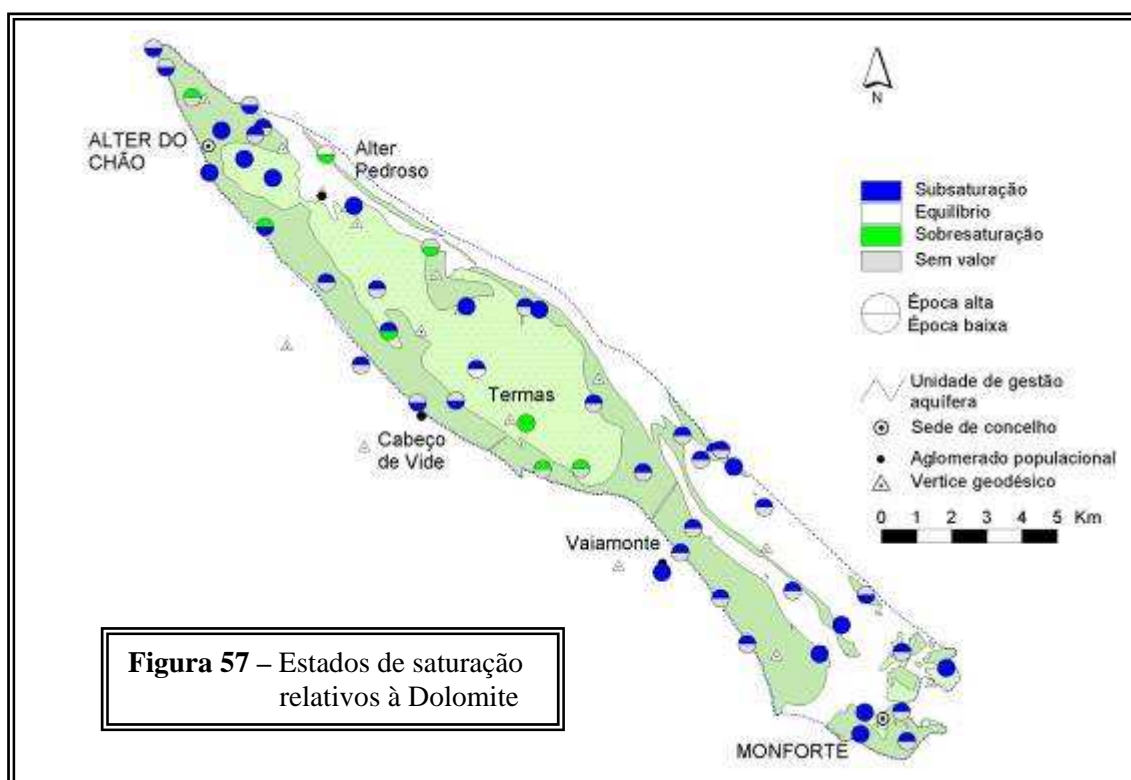 ALTER DO
CHÃO
Alter
Pedroso
N
Subsaturação
Equilíbrio
Sobresaturação
Sem valor
Época alta
Época baixa
Unidade de gestão
aquífera
Sede de concelho
Aglomerado populacional
Vertice geodésico
0 1 2 3 4 5 Km
Termas
Cabeço
de Vide
Vaiamonte
MONFORTE
Figura 57 – Estados de saturação
relativos à Dolomite